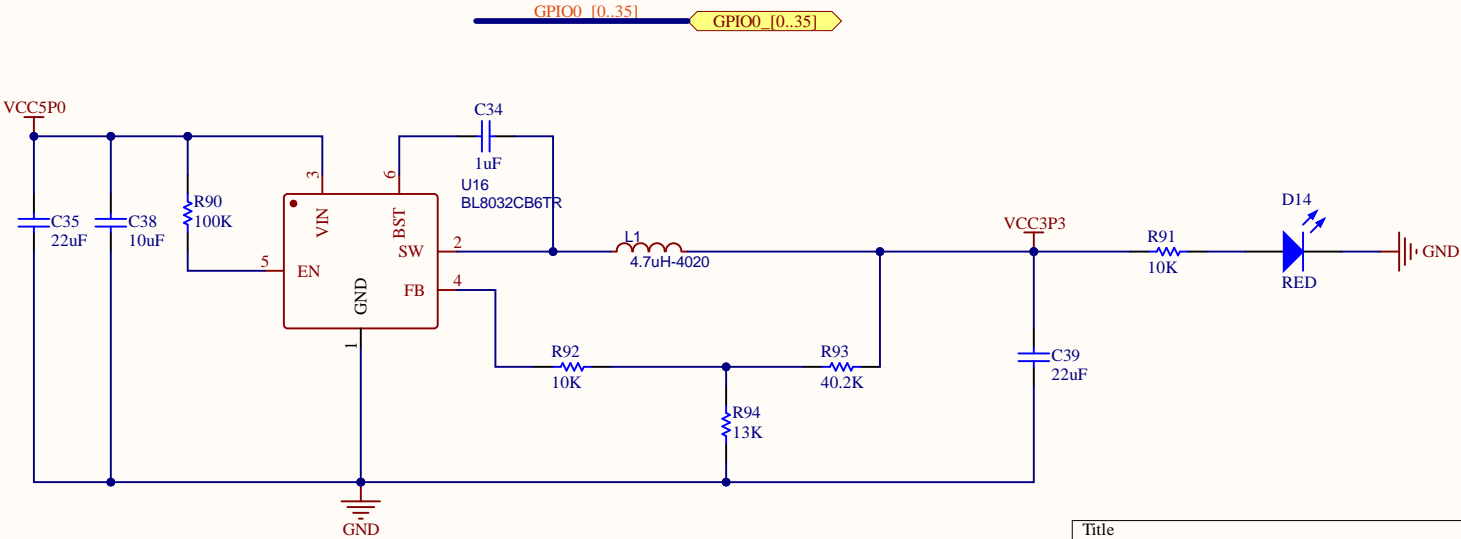 GPIO0_[0..35]
GPIO0_[0..35]
VCC5P0
C34
1uF
3
6
U16
BL8032CB6TR
R90
100K
C35
22uF
C38
10uF
VIN
BST
SW
2
5
EN
FB
4
GND
1
L1
4.7uH-4020
VCC3P3
R91
10K
D14
RED
GND
R92
10K
R93
40.2K
C39
22uF
R94
13K
GND
Title